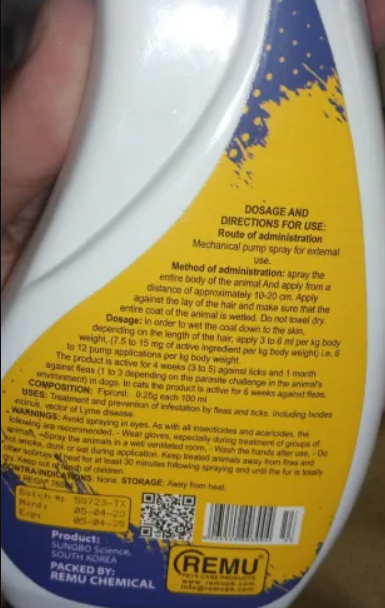 DOSAGE AND
DIRECTIONS FOR USE:
Route of administration
Mechanical pump spray for external
use.
Method of administration: spray the
entire body of the animal And apply from a
distance of approximately 10-20 cm. Apply
against the lay of the hair and make sure that the
entire coat of the animal is wetted. Do not towel dry.
Dosage: in order to wet the coat down to the skin,
depending on the length of the hair, apply 3 to 6 ml per kg body
weight, (7.5 to 15 mg of active ingredient per kg body weight) i.e. 6
to 12 pump applications per kg body weight.
The product is active for 4 weeks (3 to 5) against ticks and 1 month
against fleas (1 to 3 depending on the parasite challenge in the animal's
environment) in dogs. In cats the product is active for 6 weeks against fleas.
COMPOSITION: Fipronil. 0.25g each 100 ml
USES: Treatment and prevention of infestation by fleas and ticks, including Ixodes
ricinus, vector of Lyme disease.
WARNINGS: Avoid spraying in eyes. As with all insecticides and acaricides, the
following are recommended. - Wear gloves, especially during treatment of groups of
animals, -Spray the animals in a well ventilated room, - Wash the hands after use, - Do
not smoke, drink or eat during application. Keep treated animals away from fires and
other sources of heat for at least 30 minutes following spraying and until the fur is totally
dry. Keep out of reach of children.
CONTRA-INDICATIONS: None. STORAGE: Away from heat.
REG Nº
Batch #: 58723-TX
Manf: 05-04-23
Exp: 05-04-25
Product:
SUNGBO Science,
SOUTH KOREA
PACKED BY:
REMU CHEMICAL
REMU
PETS CARE PRODUCTS
www.remupk.com
info@remupk.com